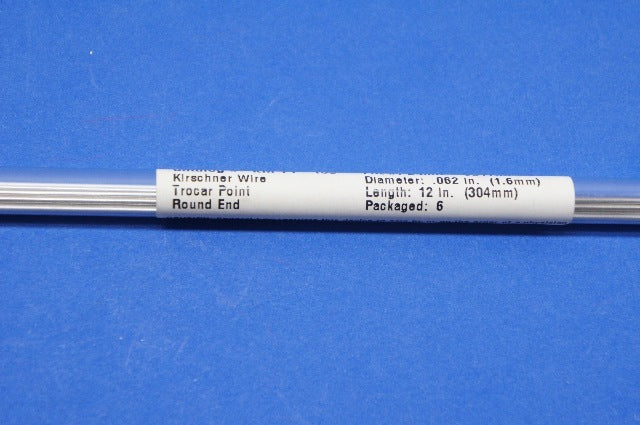 Kirschner Wire
Trocar Point
Round End
Diameter: .062 in. (1.6mm)
Length: 12 in. (304mm)
Packaged: 6